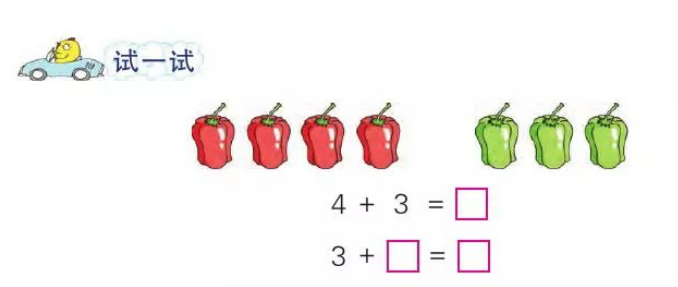 试一试
4 + 3 = □
3 + □ = □